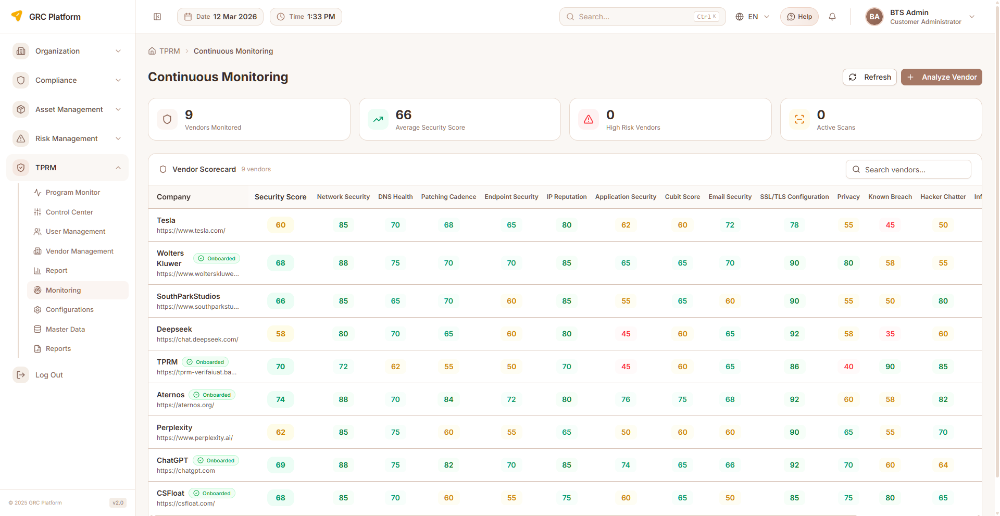 GRC Platform
Date 12 Mar 2026
Time 1:33 PM
Search...
Ctrl K
EN
Help
BA
BTS Admin
Customer Administrator
Organization
Compliance
Asset Management
Risk Management
TPRM
Program Monitor
Control Center
User Management
Vendor Management
Report
Monitoring
Configurations
Master Data
Reports
Log Out
© 2025 GRC Platform
v2.0
TPRM > Continuous Monitoring
Continuous Monitoring
Refresh
+ Analyze Vendor
9
Vendors Monitored
66
Average Security Score
0
High Risk Vendors
0
Active Scans
Vendor Scorecard 9 vendors
Search vendors...
Company Security Score Network Security DNS Health Patching Cadence Endpoint Security IP Reputation Application Security Cubit Score Email Security SSL/TLS Configuration Privacy Known Breach Hacker Chatter Inf
Tesla
https://www.tesla.com/
60 85 70 68 65 80 62 60 72 78 55 45 50
Wolters
Kluwer
Onboarded
https://www.wolterskluwe...
68 88 75 70 70 85 65 65 70 90 80 58 55
SouthParkStudios
https://www.southparkstu...
66 85 65 70 60 85 55 65 60 90 55 50 80
Deepseek
https://chat.deepseek.com/
58 80 70 65 60 80 45 60 65 92 58 35 60
TPRM Onboarded
https://tprm-verifaiuat.ba...
70 72 62 55 50 70 45 60 65 86 40 90 85
Aternos Onboarded
https://aternos.org/
74 88 70 84 72 80 76 75 68 92 60 58 82
Perplexity
https://www.perplexity.ai/
62 85 75 60 55 65 50 60 60 90 65 55 70
ChatGPT Onboarded
https://chatgpt.com
69 88 75 82 70 85 74 65 66 92 70 60 64
CSFloat Onboarded
https://csfloat.com/
68 85 70 60 55 75 60 65 50 85 75 80 65